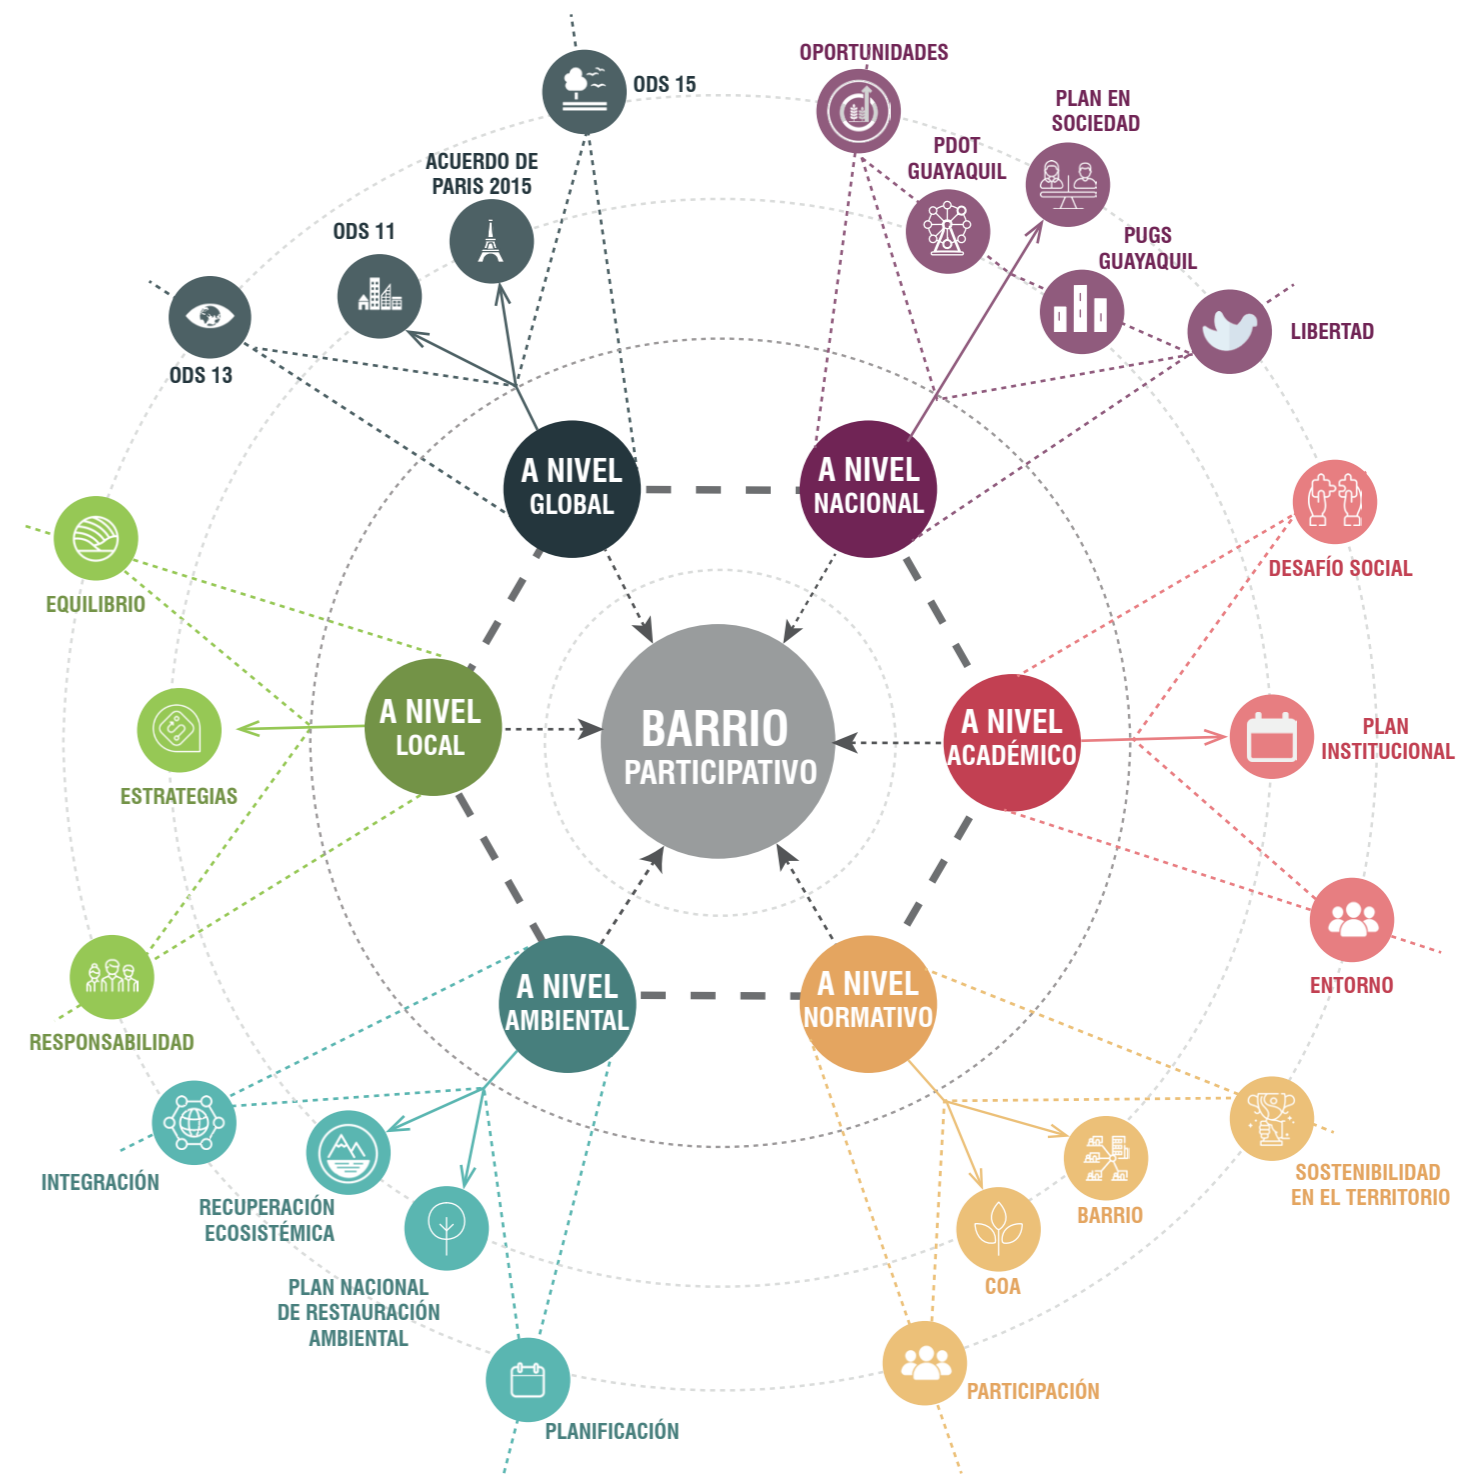 ODS 15
ACUERDO DE
PARIS 2015
ODS 11
ODS 13
A NIVEL
GLOBAL
OPORTUNIDADES
PLAN EN
SOCIEDAD
PDOT
GUAYAQUIL
PUGS
GUAYAQUIL
LIBERTAD
A NIVEL
NACIONAL
DESAFÍO SOCIAL
PLAN
INSTITUCIONAL
ENTORNO
A NIVEL
ACADÉMICO
BARRIO
PARTICIPATIVO
EQUILIBRIO
ESTRATEGIAS
RESPONSABILIDAD
A NIVEL
LOCAL
A NIVEL
AMBIENTAL
INTEGRACIÓN
RECUPERACIÓN
ECOSISTÉMICA
PLAN NACIONAL
DE RESTAURACIÓN
AMBIENTAL
PLANIFICACIÓN
A NIVEL
NORMATIVO
SOSTENIBILIDAD
EN EL TERRITORIO
BARRIO
COA
PARTICIPACIÓN